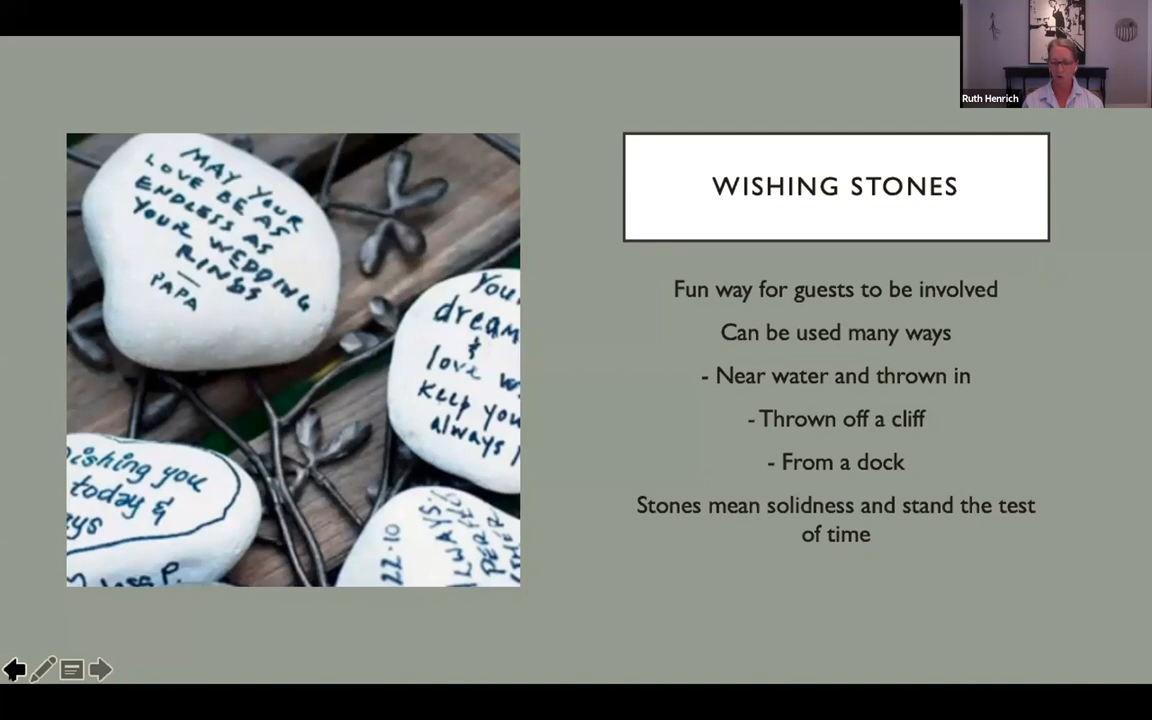 Ruth Henrich
MAY YOUR
LOVE BE AS
ENDLESS AS
YOUR WEDDING
RINGS
—
PAPA
You
dream
&
love w
keep you
always
ishing you
today &
ays
22.10
WISHING STONES
Fun way for guests to be involved
Can be used many ways
- Near water and thrown in
- Thrown off a cliff
- From a dock
Stones mean solidness and stand the test
of time